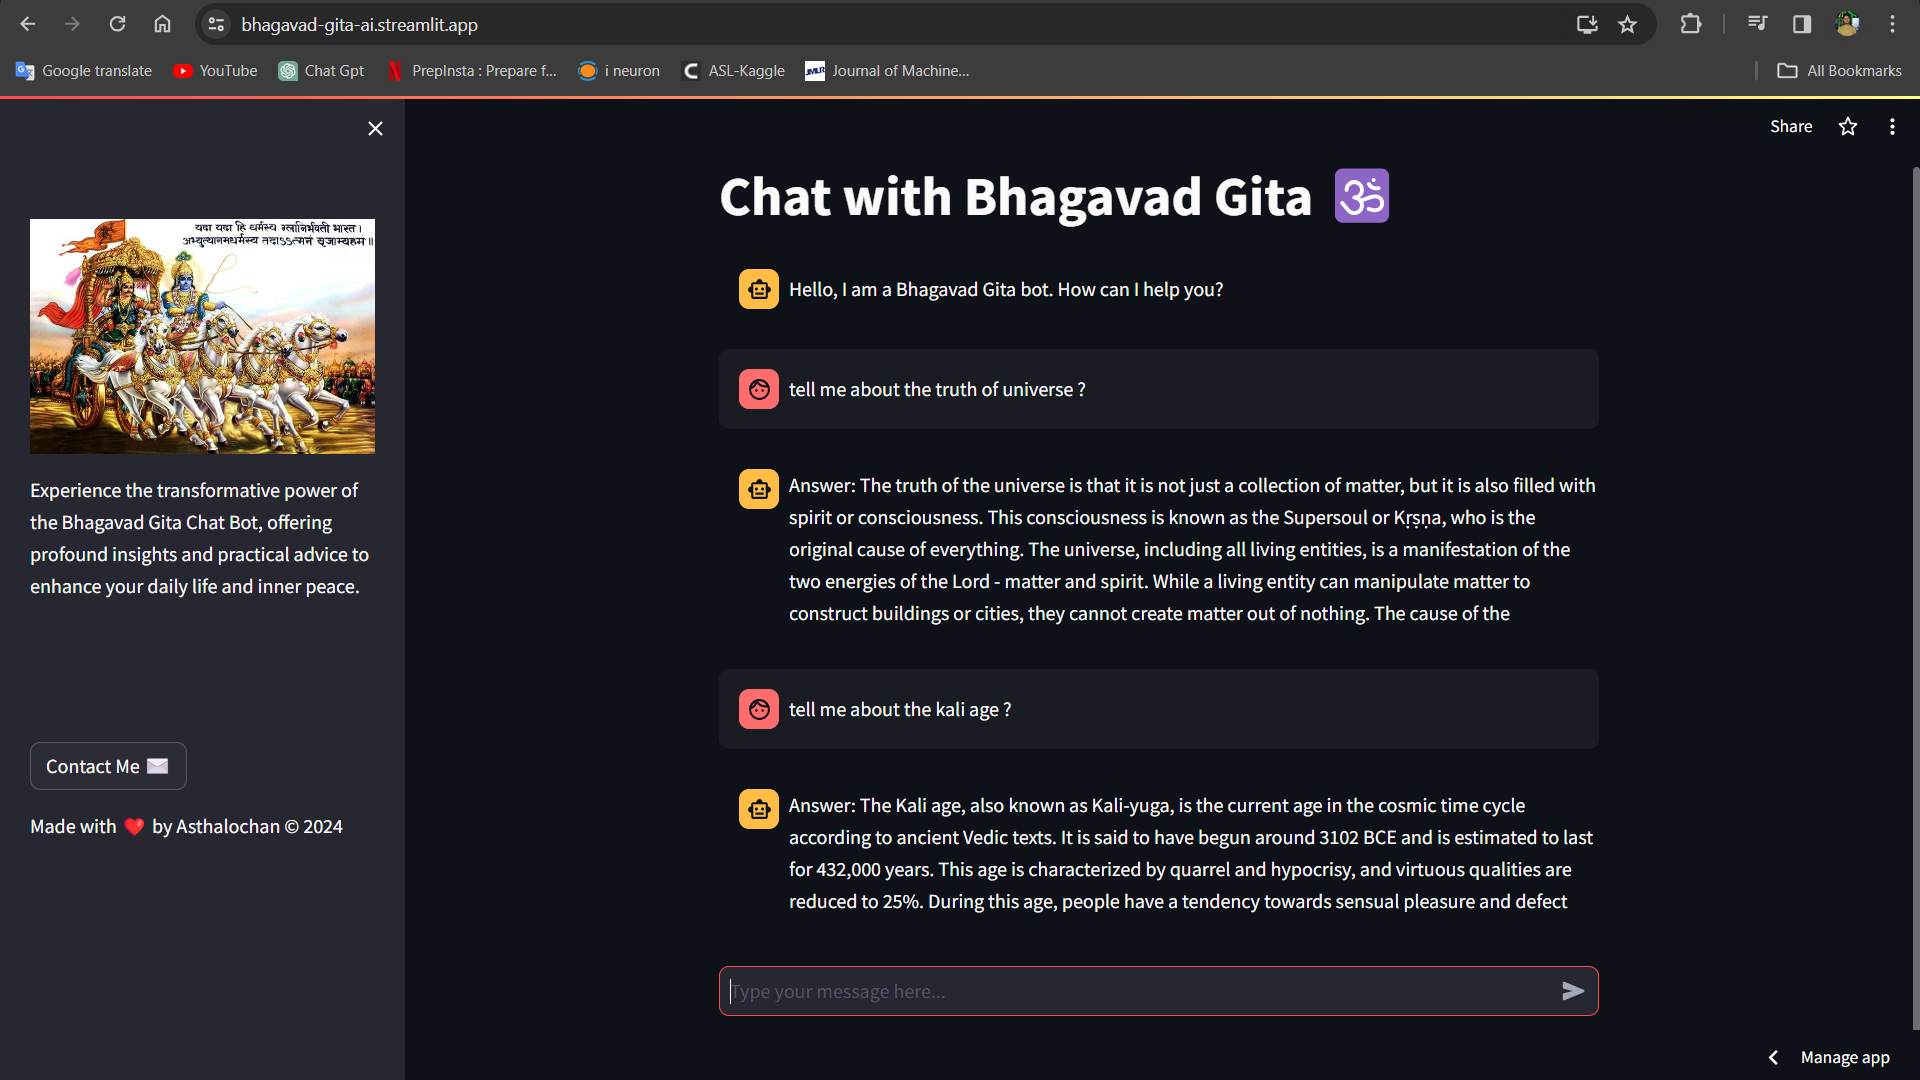 bhagavad-gita-ai.streamlit.app
Google translate
YouTube
Chat Gpt
PrepInsta : Prepare f...
i neuron
ASL-Kaggle
JMLR
Journal of Machine...
All Bookmarks
Share
यदा यदा हि धर्मस्य ग्लानिर्भवती भारत।
अभ्युत्थानमधर्मस्य तदाऽऽत्मनं सृजाम्यहम॥
Experience the transformative power of
the Bhagavad Gita Chat Bot, offering
profound insights and practical advice to
enhance your daily life and inner peace.
Contact Me ✉️
Made with ❤️ by Asthalochan © 2024
Chat with Bhagavad Gita 🕉️
Hello, I am a Bhagavad Gita bot. How can I help you?
tell me about the truth of universe ?
Answer: The truth of the universe is that it is not just a collection of matter, but it is also filled with
spirit or consciousness. This consciousness is known as the Supersoul or Kṛṣṇa, who is the
original cause of everything. The universe, including all living entities, is a manifestation of the
two energies of the Lord - matter and spirit. While a living entity can manipulate matter to
construct buildings or cities, they cannot create matter out of nothing. The cause of the
tell me about the kali age ?
Answer: The Kali age, also known as Kali-yuga, is the current age in the cosmic time cycle
according to ancient Vedic texts. It is said to have begun around 3102 BCE and is estimated to last
for 432,000 years. This age is characterized by quarrel and hypocrisy, and virtuous qualities are
reduced to 25%. During this age, people have a tendency towards sensual pleasure and defect
Type your message here...
Manage app